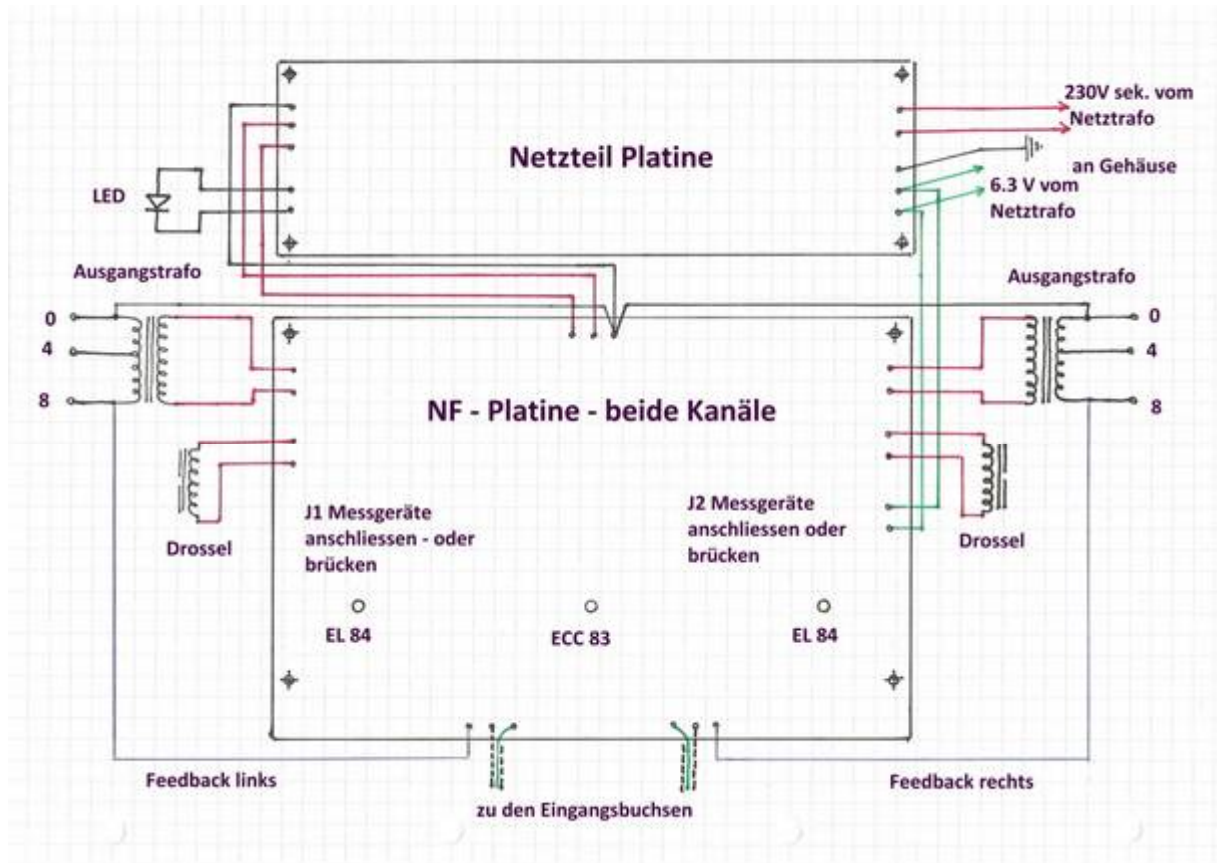 230V sek. vom
Netztrafo
Netzteil Platine
an Gehäuse
LED
6.3 V vom
Netztrafo
Ausgangstrafo
Ausgangstrafo
0
4
8
0
4
8
NF - Platine - beide Kanäle
J1 Messgeräte
anschliessen - oder
brücken
J2 Messgeräte
anschliessen oder
brücken
Drossel
Drossel
EL 84
ECC 83
EL 84
Feedback links
Feedback rechts
zu den Eingangsbuchsen